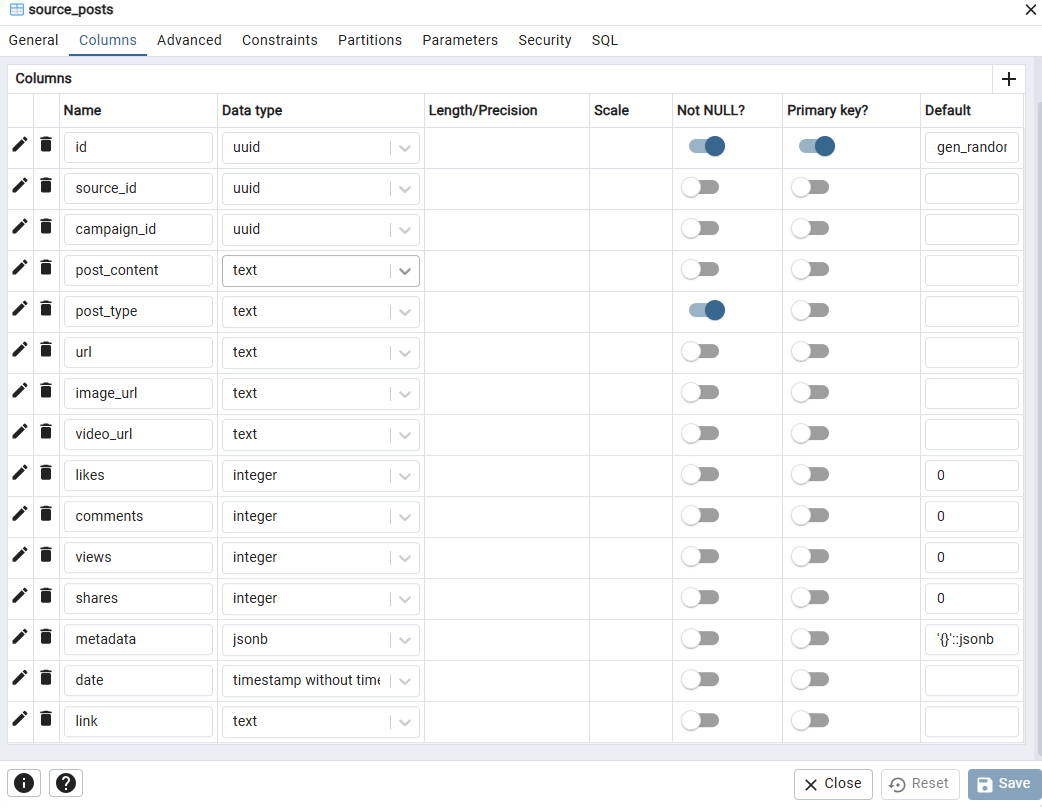 source_posts
General Columns Advanced Constraints Partitions Parameters Security SQL
Columns
Name Data type Length/Precision Scale Not NULL? Primary key? Default
id uuid gen_randor
source_id uuid
campaign_id uuid
post_content text
post_type text
url text
image_url text
video_url text
likes integer 0
comments integer 0
views integer 0
shares integer 0
metadata jsonb '{}'::jsonb
date timestamp without time
link text
Close Reset Save